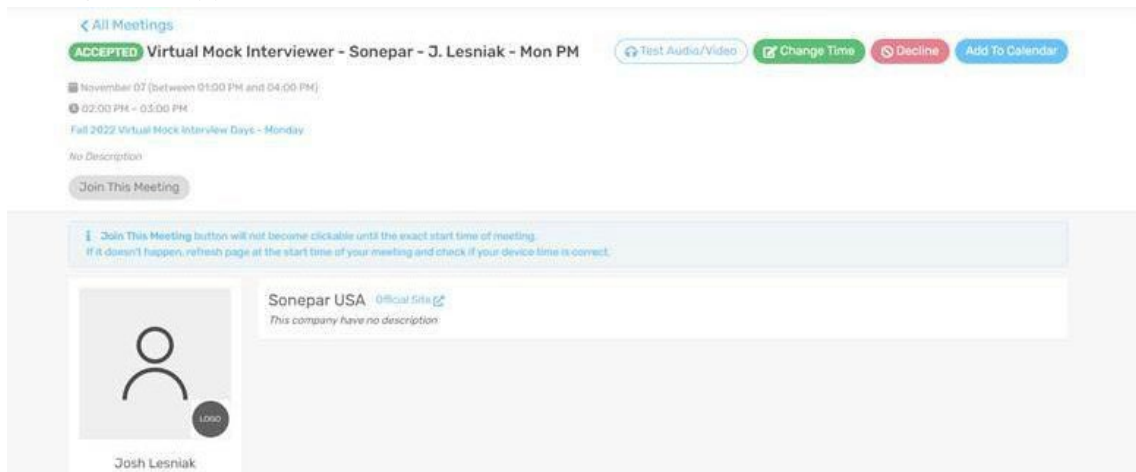 All Meetings
ACCEPTED Virtual Mock Interviewer - Sonepar - J. Lesniak - Mon PM
Test Audio/Video
Change Time
Decline
Add To Calendar
November 07 (between 01:00 PM and 04:00 PM)
02:00 PM - 03:00 PM
Fall 2022 Virtual Mock Interview Days - Monday
No Description
Join This Meeting
Join This Meeting button will not become clickable until the exact start time of meeting.
If it doesn't happen, refresh page at the start time of your meeting and check if your device time is correct.
Sonepar USA Official Site
This company have no description
LOGO
Josh Lesniak